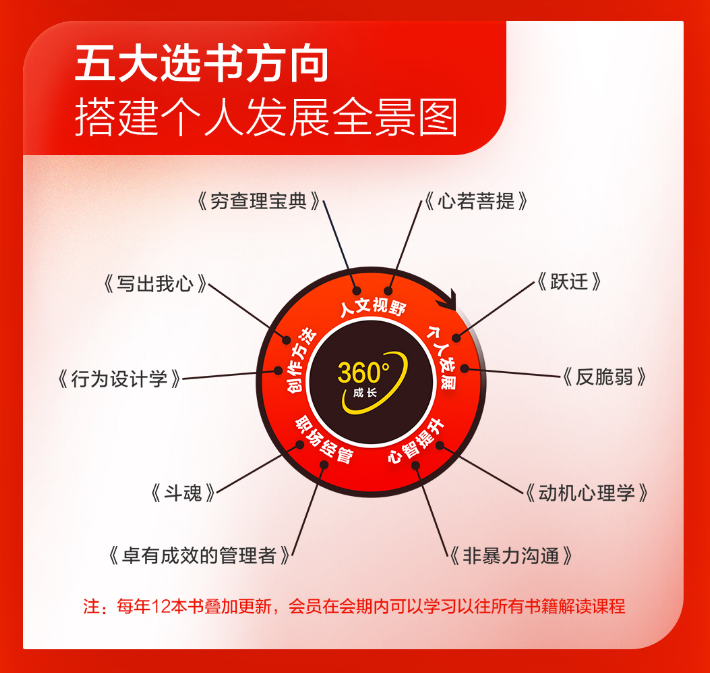 五大选书方向
搭建个人发展全景图
《穷查理宝典》
《心若菩提》
《写出我心》
《跃迁》
人文视野
创作方法
个人发展
360°
成长
《行为设计学》
《反脆弱》
职场经管
心智提升
《斗魂》
《动机心理学》
《卓有成效的管理者》
《非暴力沟通》
注：每年12本书叠加更新，会员在会期内可以学习以往所有书籍解读课程